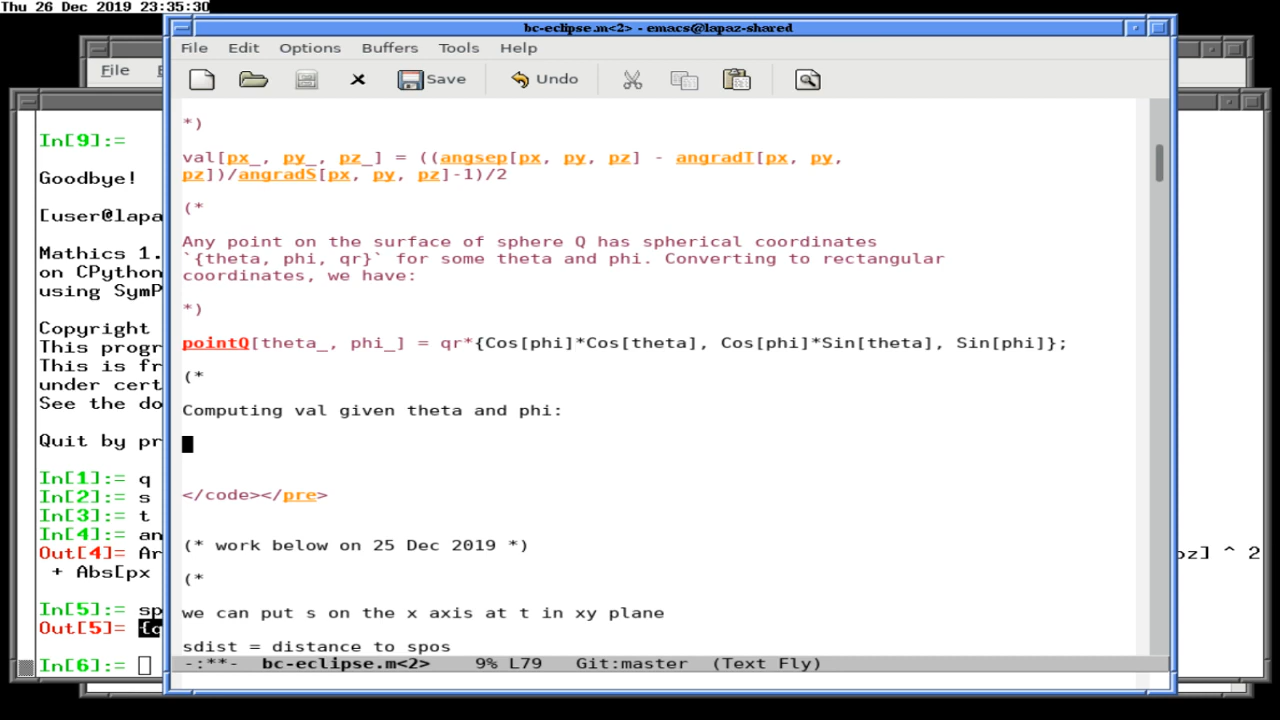 Thu 26 Dec 2019 23:35:30
bc-eclipse.m<2> - emacs@lapaz-shared
File Edit Options Buffers Tools Help
Save Undo
*)
val[px_, py_, pz_] = ((angsep[px, py, pz] - angradT[px, py,
pz])/angradS[px, py, pz]-1)/2
(*
Any point on the surface of sphere Q has spherical coordinates
`{theta, phi, qr}` for some theta and phi. Converting to rectangular
coordinates, we have:
*)
pointQ[theta_, phi_] = qr*{Cos[phi]*Cos[theta], Cos[phi]*Sin[theta], Sin[phi]};
(*
Computing val given theta and phi:
</code></pre>
(* work below on 25 Dec 2019 *)
(*
we can put s on the x axis at t in xy plane
sdist = distance to spos
-:**- bc-eclipse.m<2> 9% L79 Git:master (Text Fly)
File
In[9]:=
Goodbye!
[user@lapa
Mathics 1.
on CPython
using SymP
Copyright
This progr
This is fr
under cert
See the do
Quit by pr
In[1]:= q
In[2]:= s
In[3]:= t
In[4]:= an
Out[4]= Ar
pz] ^ 2
+ Abs[px
In[5]:= sp
Out[5]= {q
In[6]:=